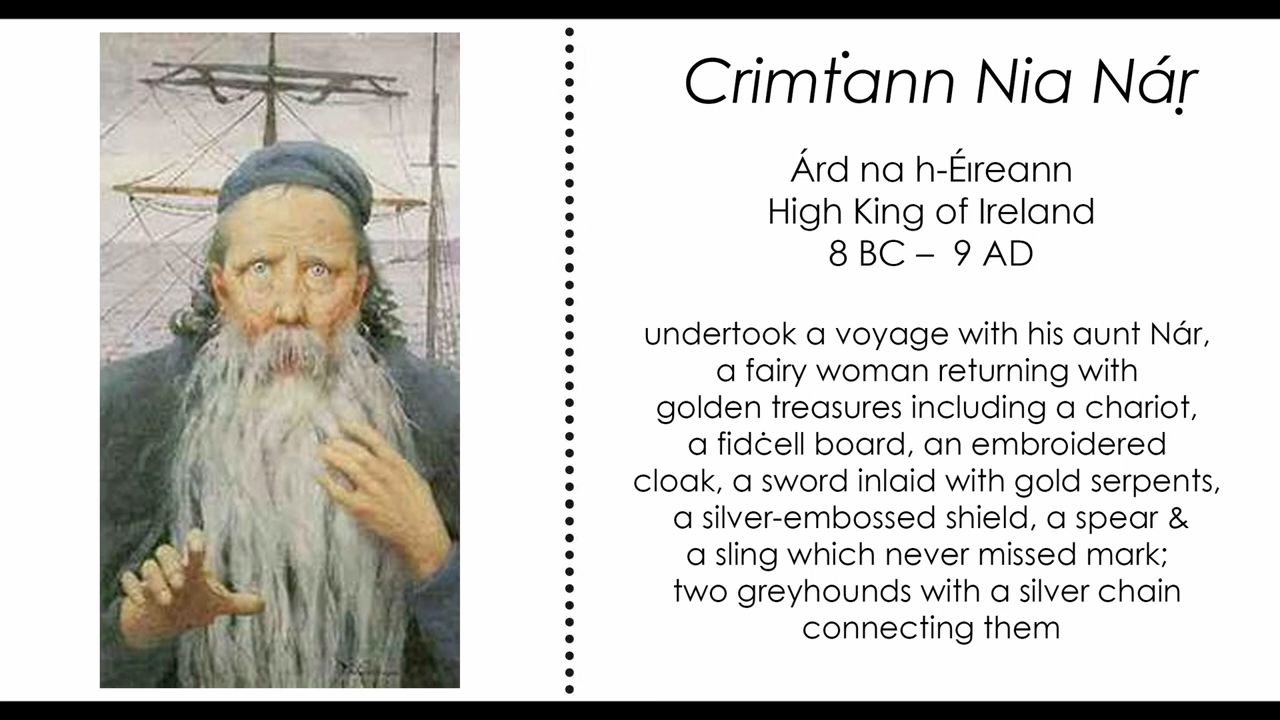 Crimṫann Nia Náṛ
Árd na h-Éıreann
High King of Ireland
8 BC – 9 AD
undertook a voyage with his aunt Nár,
a fairy woman returning with
golden treasures including a chariot,
a fidċell board, an embroidered
cloak, a sword inlaid with gold serpents,
a silver-embossed shield, a spear &
a sling which never missed mark;
two greyhounds with a silver chain
connecting them